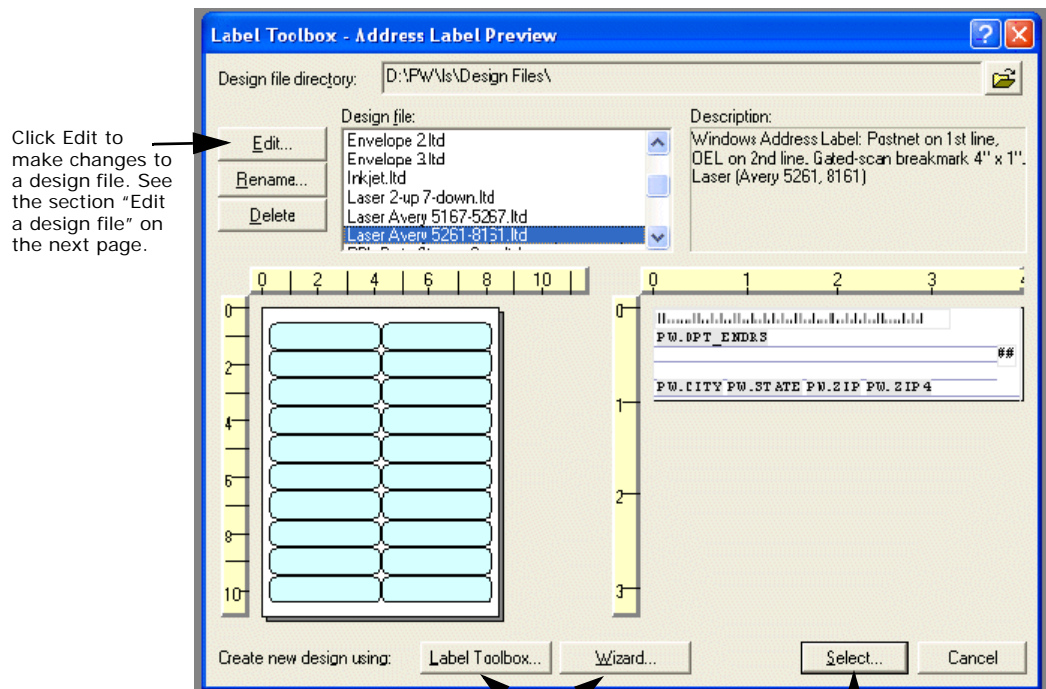 Label Toolbox - Address Label Preview
Design file directory: D:\PW\ls\Design Files\
Click Edit to
make changes to
a design file. See
the section “Edit
a design file” on
the next page.
Edit...
Rename...
Delete
Design file:
Envelope 2.ltd
Envelope 3.ltd
Inkjet.ltd
Laser 2-up 7-down.ltd
Laser Avery 5167-5267.ltd
Laser Avery 5261-8161.ltd
Description:
Windows Address Label: Postnet on 1st line,
OEL on 2nd line. Gated-scan breakmark 4" x 1".
Laser (Avery 5261, 8161)
0 2 4 6 8 10
0
2
4
6
8
10
0 1 2 3 4
0
1
2
3
PW.OPT_ENDRS
##
PW.CITY PW.STATE PW.ZIP PW.ZIP4
Create new design using: Label Toolbox... Wizard... Select... Cancel